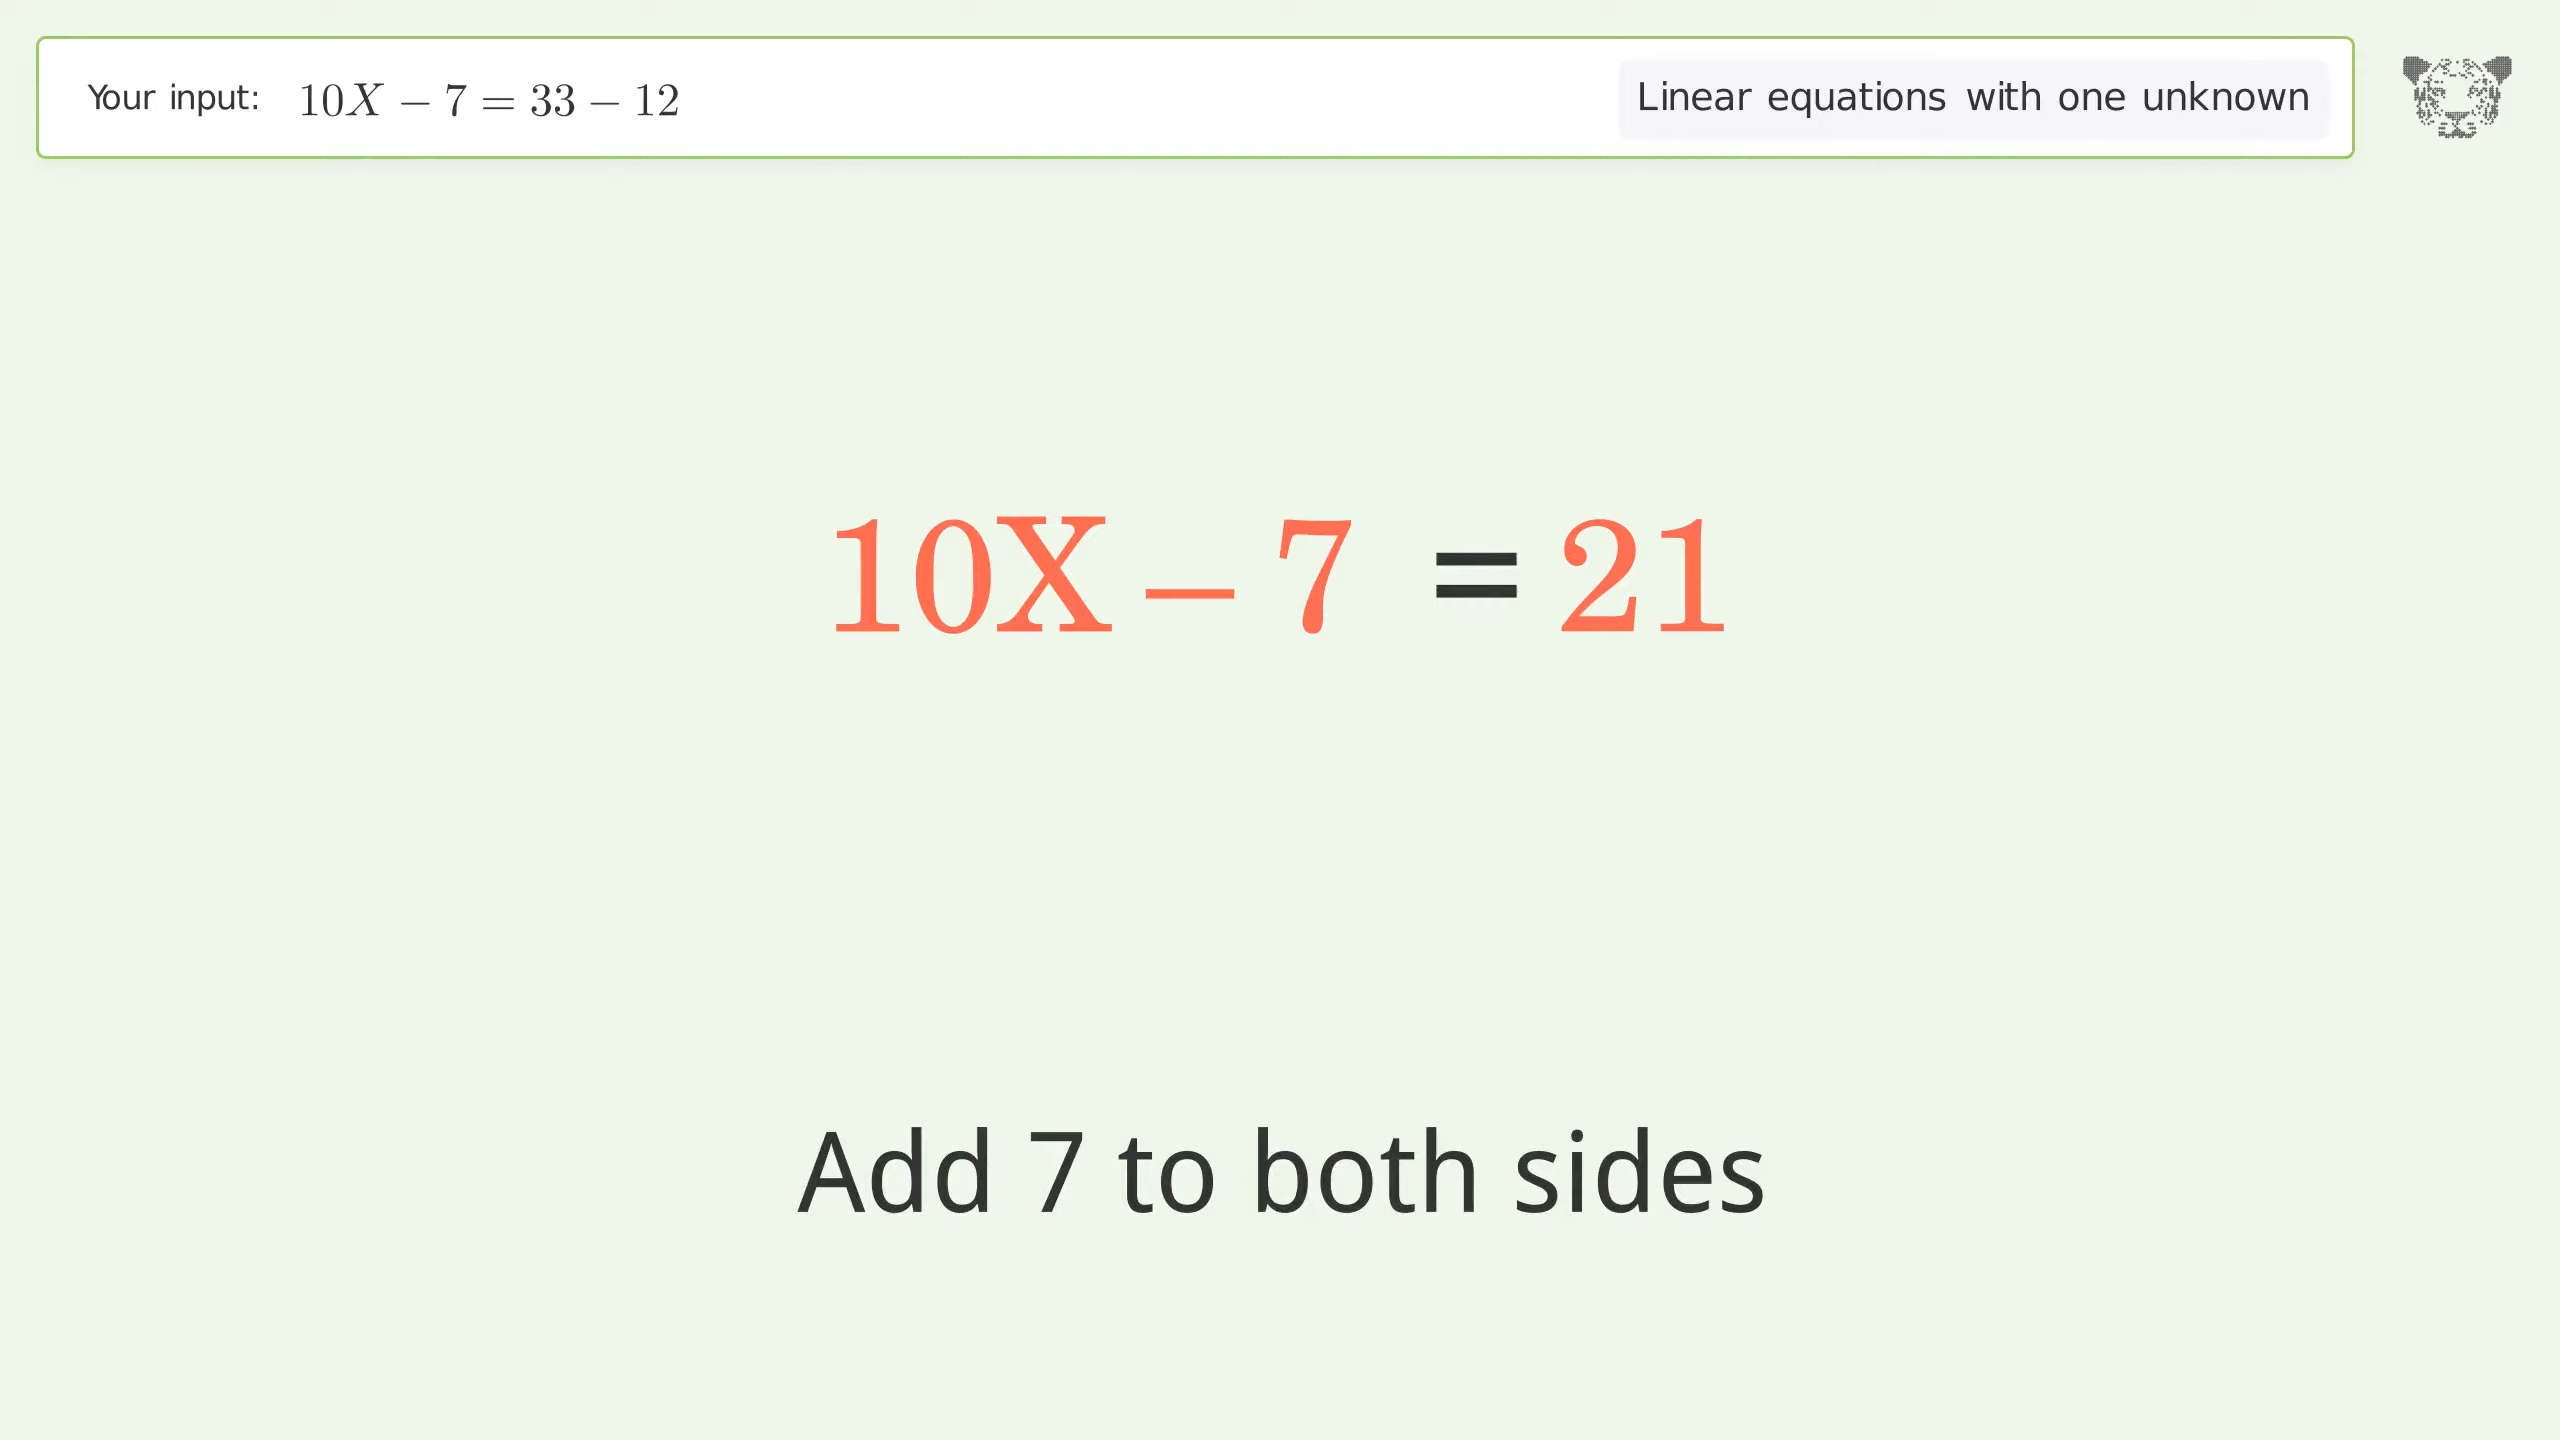 Your input: 10X − 7 = 33 − 12
Linear equations with one unknown
10X − 7 = 21
Add 7 to both sides